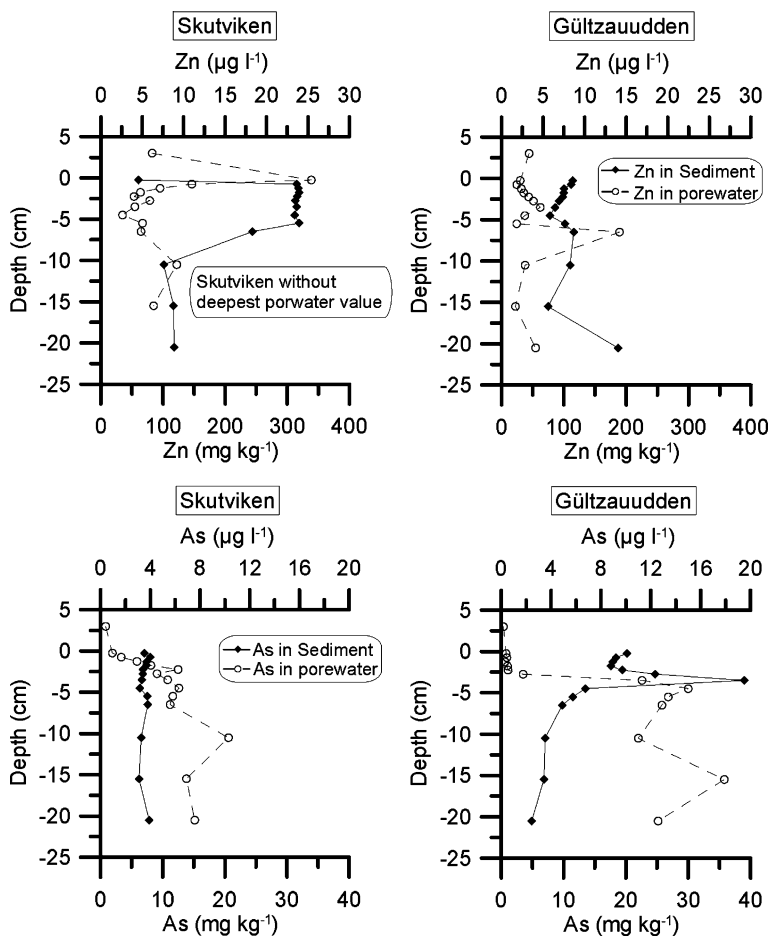 Skutviken
Zn (µg l-1)
0 5 10 15 20 25 30
5
0
-5
-10
-15
-20
-25
Depth (cm)
Skutviken without
deepest porwater value
0 100 200 300 400
Zn (mg kg-1)
Gültzauudden
Zn (µg l-1)
0 5 10 15 20 25 30
5
0
-5
-10
-15
-20
-25
Depth (cm)
Zn in Sediment
Zn in porewater
0 100 200 300 400
Zn (mg kg-1)
Skutviken
As (µg l-1)
0 4 8 12 16 20
5
0
-5
-10
-15
-20
-25
Depth (cm)
As in Sediment
As in porewater
0 10 20 30 40
As (mg kg-1)
Gültzauudden
As (µg l-1)
0 4 8 12 16 20
5
0
-5
-10
-15
-20
-25
Depth (cm)
0 10 20 30 40
As (mg kg-1)